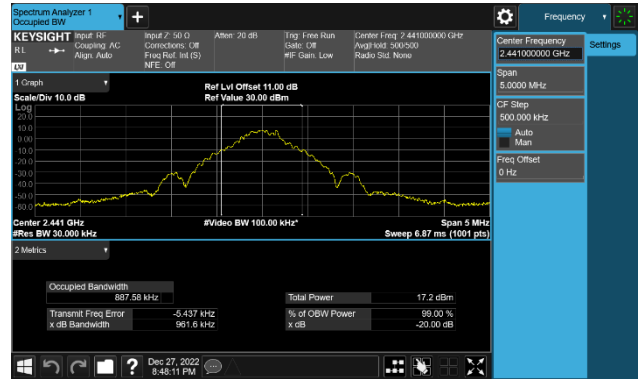 Spectrum Analyzer 1
Occupied BW
Frequency
KEYSIGHT
Input: RF
Coupling: AC
Align: Auto
Input Z: 50 Ω
Corrections: Off
Freq Ref: Int (S)
NFE: Off
Atten: 20 dB
Trig: Free Run
Gate: Off
#IF Gain: Low
Center Freq: 2.441000000 GHz
Avg|Hold: 500/500
Radio Std: None
RL
LXI
Center Frequency
2.441000000 GHz
Settings
Span
5.0000 MHz
CF Step
500.000 kHz
Auto
Man
Freq Offset
0 Hz
1 Graph
Scale/Div 10.0 dB
Ref Lvl Offset 11.00 dB
Ref Value 30.00 dBm
Log
20.0
10.0
0.00
-10.0
-20.0
-30.0
-40.0
-50.0
-60.0
Center 2.441 GHz
#Res BW 30.000 kHz
#Video BW 100.00 kHz*
Span 5 MHz
Sweep 6.87 ms (1001 pts)
2 Metrics
Occupied Bandwidth
887.58 kHz
Total Power 17.2 dBm
Transmit Freq Error -5.437 kHz
% of OBW Power 99.00 %
x dB Bandwidth 961.6 kHz
x dB -20.00 dB
?
Dec 27, 2022
8:48:11 PM